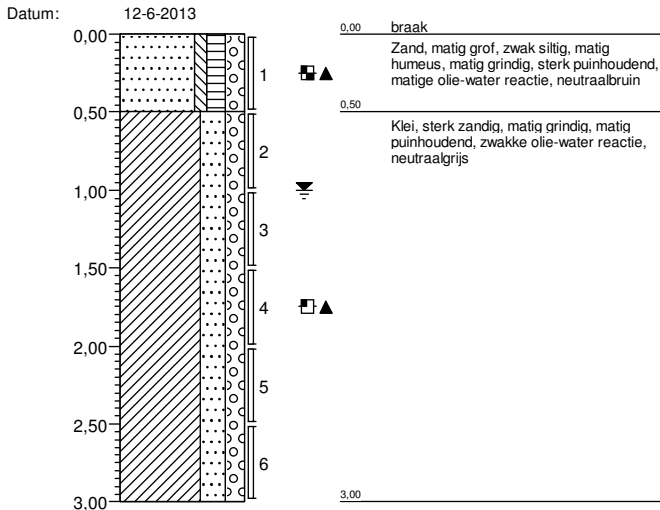 Datum: 12-6-2013
0,00
0,50
1,00
1,50
2,00
2,50
3,00
1
2
3
4
5
6
0,00 braak
Zand, matig grof, zwak siltig, matig
humeus, matig grindig, sterk puinhoudend,
matige olie-water reactie, neutraalbruin
0,50
Klei, sterk zandig, matig grindig, matig
puinhoudend, zwakke olie-water reactie,
neutraalgrijs
3,00